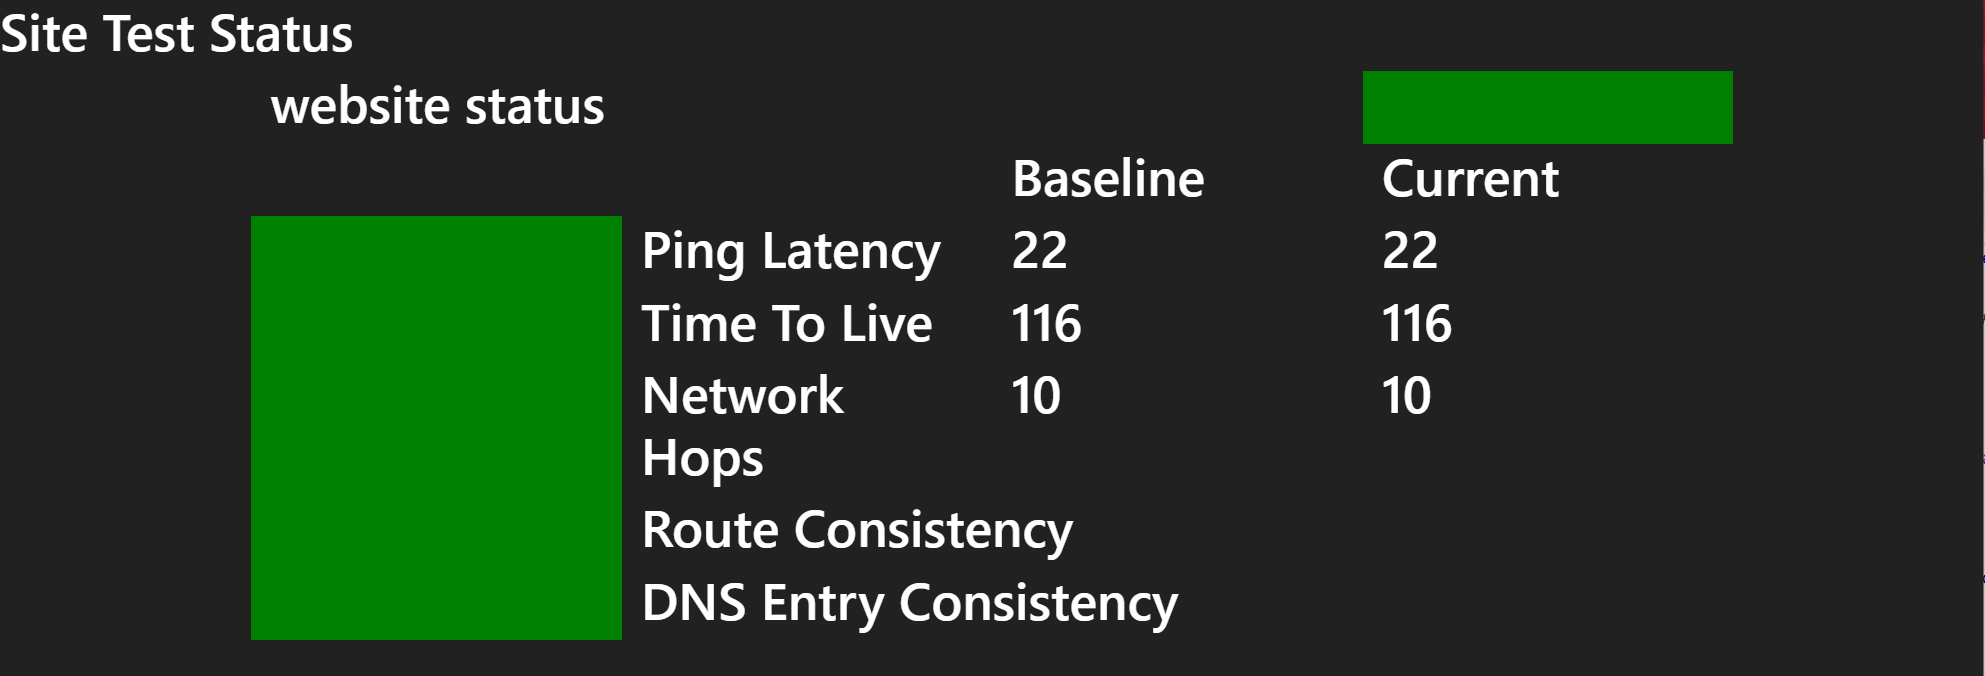 Site Test Status
website status
Baseline Current
Ping Latency 22 22
Time To Live 116 116
Network 10 10
Hops
Route Consistency
DNS Entry Consistency